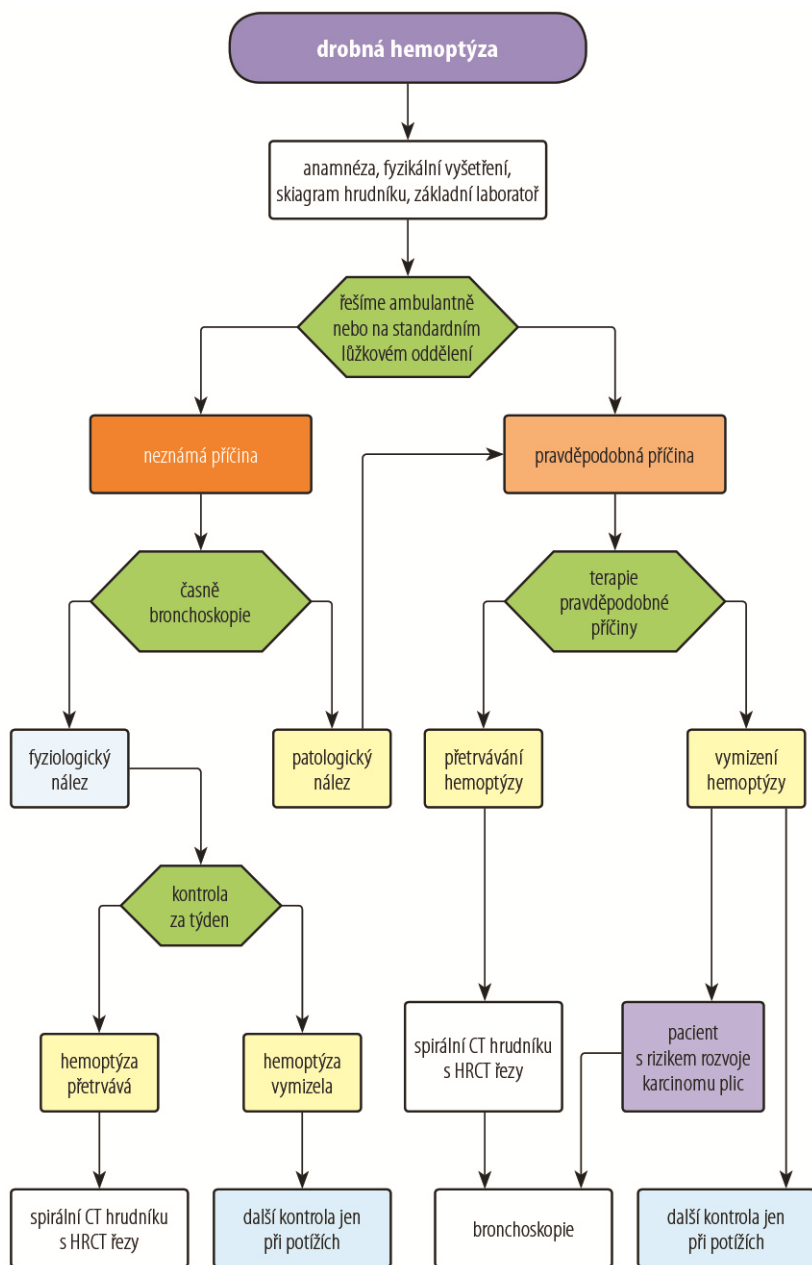 drobná hemoptýza
anamnéza, fyzikální vyšetření,
skiagram hrudníku, základní laboratoř
řešíme ambulantně
nebo na standardním
lůžkovém oddělení
neznámá příčina
pravděpodobná příčina
časně
bronchoskopie
terapie
pravděpodobné
příčiny
fyziologický
nález
patologický
nález
přetrvávání
hemoptýzy
vymizení
hemoptýzy
kontrola
za týden
hemoptýza
přetrvává
hemoptýza
vymizela
spirální CT hrudníku
s HRCT řezy
pacient
s rizikem rozvoje
karcinomu plic
spirální CT hrudníku
s HRCT řezy
další kontrola jen
při potížích
bronchoskopie
další kontrola jen
při potížích